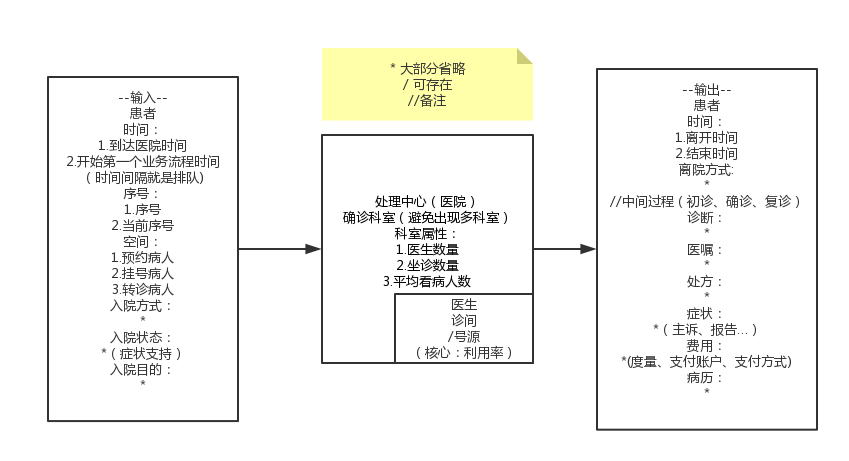 * 大部分省略
/ 可存在
//备注
--输入--
患者
时间：
1.到达医院时间
2.开始第一个业务流程时间
（时间间隔就是排队)
序号：
1.序号
2.当前序号
空间：
1.预约病人
2.挂号病人
3.转诊病人
入院方式：
*
入院状态：
*（症状支持）
入院目的：
*
处理中心（医院）
确诊科室（避免出现多科室）
科室属性：
1.医生数量
2.坐诊数量
3.平均看病人数
医生
诊间
/号源
（核心：利用率）
--输出--
患者
时间：
1.离开时间
2.结束时间
离院方式:
*
//中间过程（初诊、确诊、复诊）
诊断：
*
医嘱：
*
处方：
*
症状：
*（主诉、报告...）
费用：
*(度量、支付账户、支付方式)
病历：
*